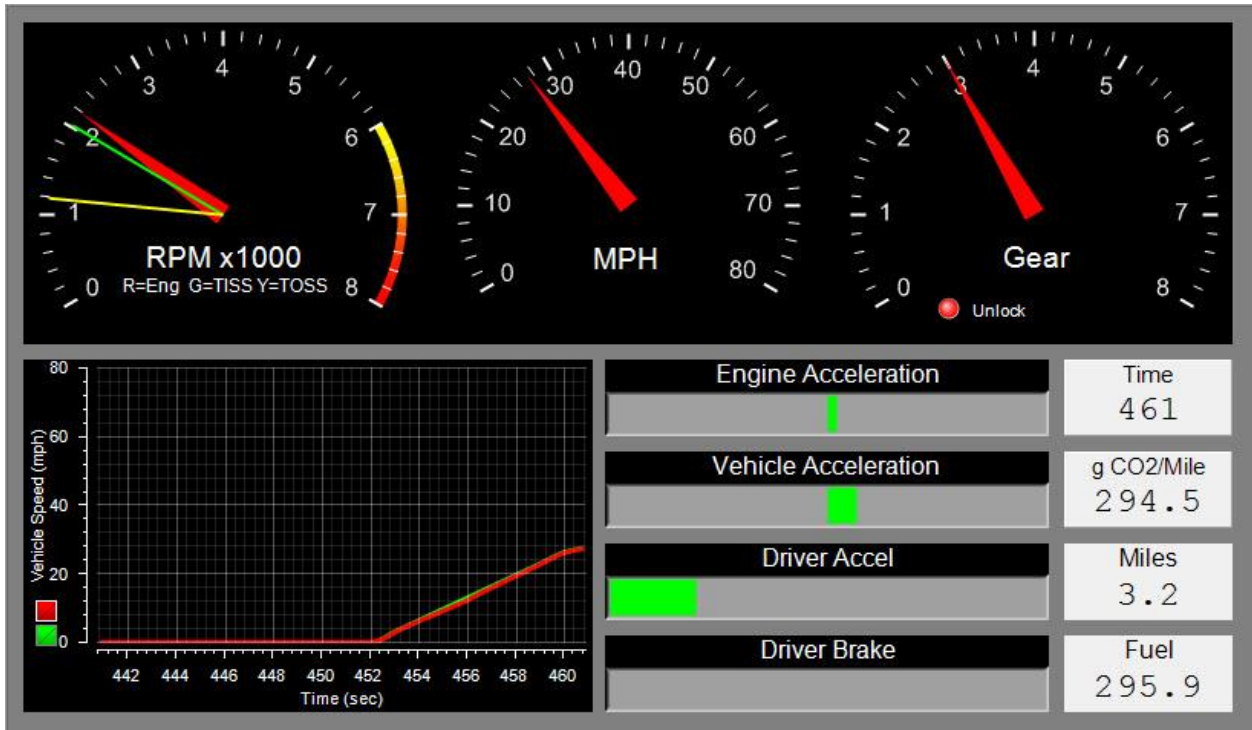 0 1 2 3 4 5 6 7 8
RPM x1000
R=Eng G=TISS Y=TOSS
0 10 20 30 40 50 60 70 80
MPH
0 1 2 3 4 5 6 7 8
Gear
Unlock
80
60
40
20
0
Vehicle Speed (mph)
442 444 446 448 450 452 454 456 458 460
Time (sec)
Engine Acceleration
Time
461
Vehicle Acceleration
g CO2/Mile
294.5
Driver Accel
Miles
3.2
Driver Brake
Fuel
295.9